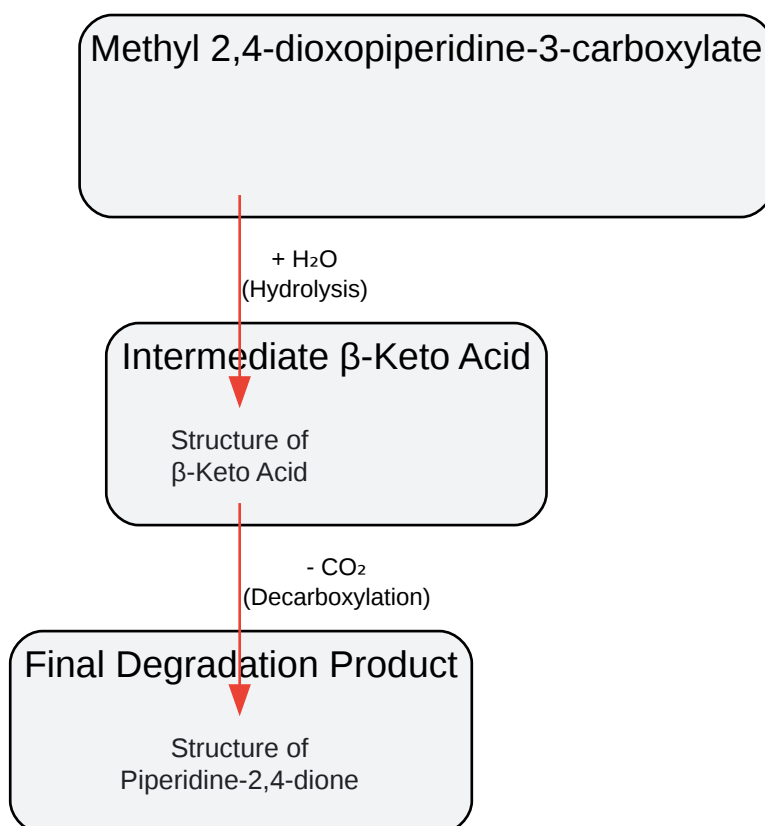 Methyl 2,4-dioxopiperidine-3-carboxylate
+ H₂O
(Hydrolysis)
Intermediate β-Keto Acid
Structure of
β-Keto Acid
- CO₂
(Decarboxylation)
Final Degradation Product
Structure of
Piperidine-2,4-dione